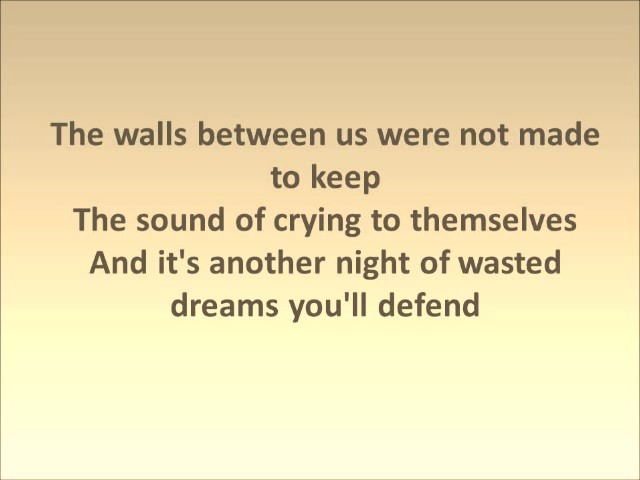 The walls between us were not made
to keep
The sound of crying to themselves
And it's another night of wasted
dreams you'll defend